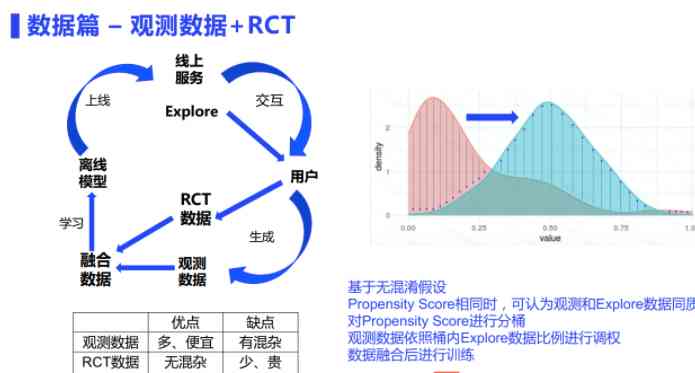 数据篇 – 观测数据+RCT
线上
服务
上线
交互
Explore
离线
模型
用户
RCT
数据
学习
生成
融合
数据
观测
数据
优点 缺点
观测数据 多、便宜 有混杂
RCT数据 无混杂 少、贵
density
2
1
0
0.00 0.25 0.50 0.75 1.0
value
基于无混淆假设
Propensity Score相同时，可认为观测和Explore数据同质
对Propensity Score进行分桶
观测数据依照桶内Explore数据比例进行调权
数据融合后进行训练